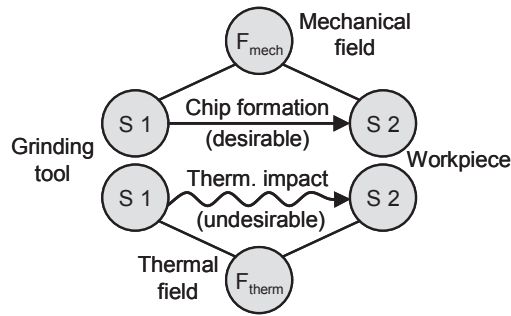 F_mech
Mechanical
field
S 1
Chip formation
(desirable)
S 2
Grinding
tool
Workpiece
S 1
Therm. impact
(undesirable)
S 2
Thermal
field
F_therm